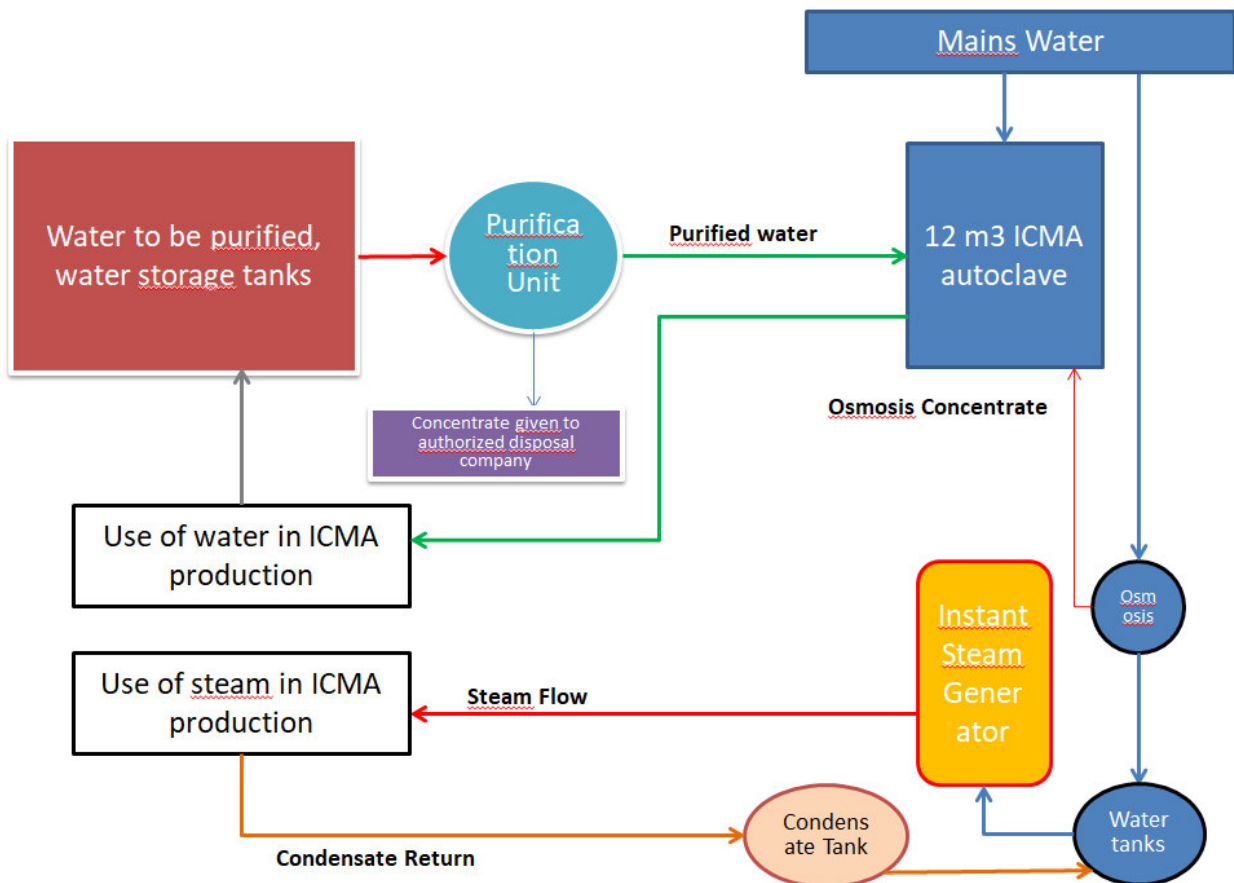 Mains Water
Water to be purified,
water storage tanks
Purifica
tion
Unit
Purified water
12 m3 ICMA
autoclave
Concentrate given to
authorized disposal
company
Osmosis Concentrate
Use of water in ICMA
production
Osm
osis
Instant
Steam
Gener
ator
Use of steam in ICMA
production
Steam Flow
Condens
ate Tank
Water
tanks
Condensate Return